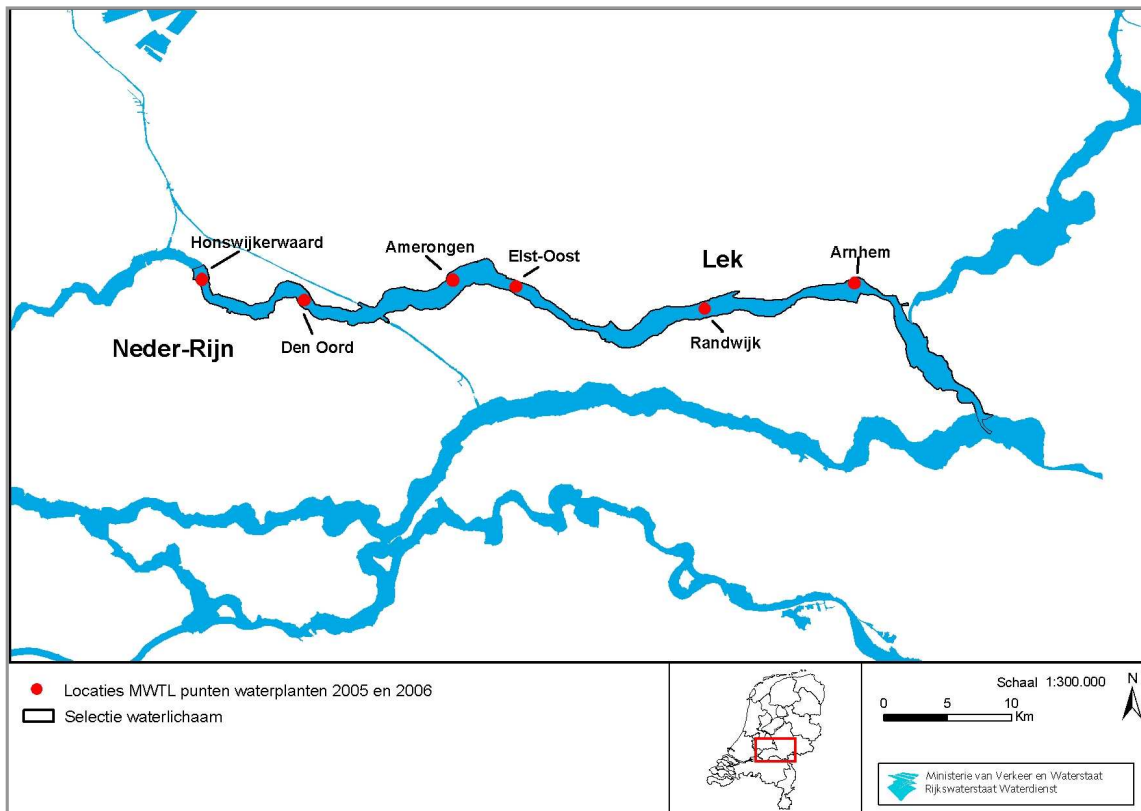 Honswijkerwaard
Amerongen
Elst-Oost
Lek
Arnhem
Neder-Rijn
Den Oord
Randwijk
Locaties MWTL punten waterplanten 2005 en 2006
Selectie waterlichaam
Schaal 1:300.000
N
0 5 10
Km
Ministerie van Verkeer en Waterstaat
Rijkswaterstaat Waterdienst